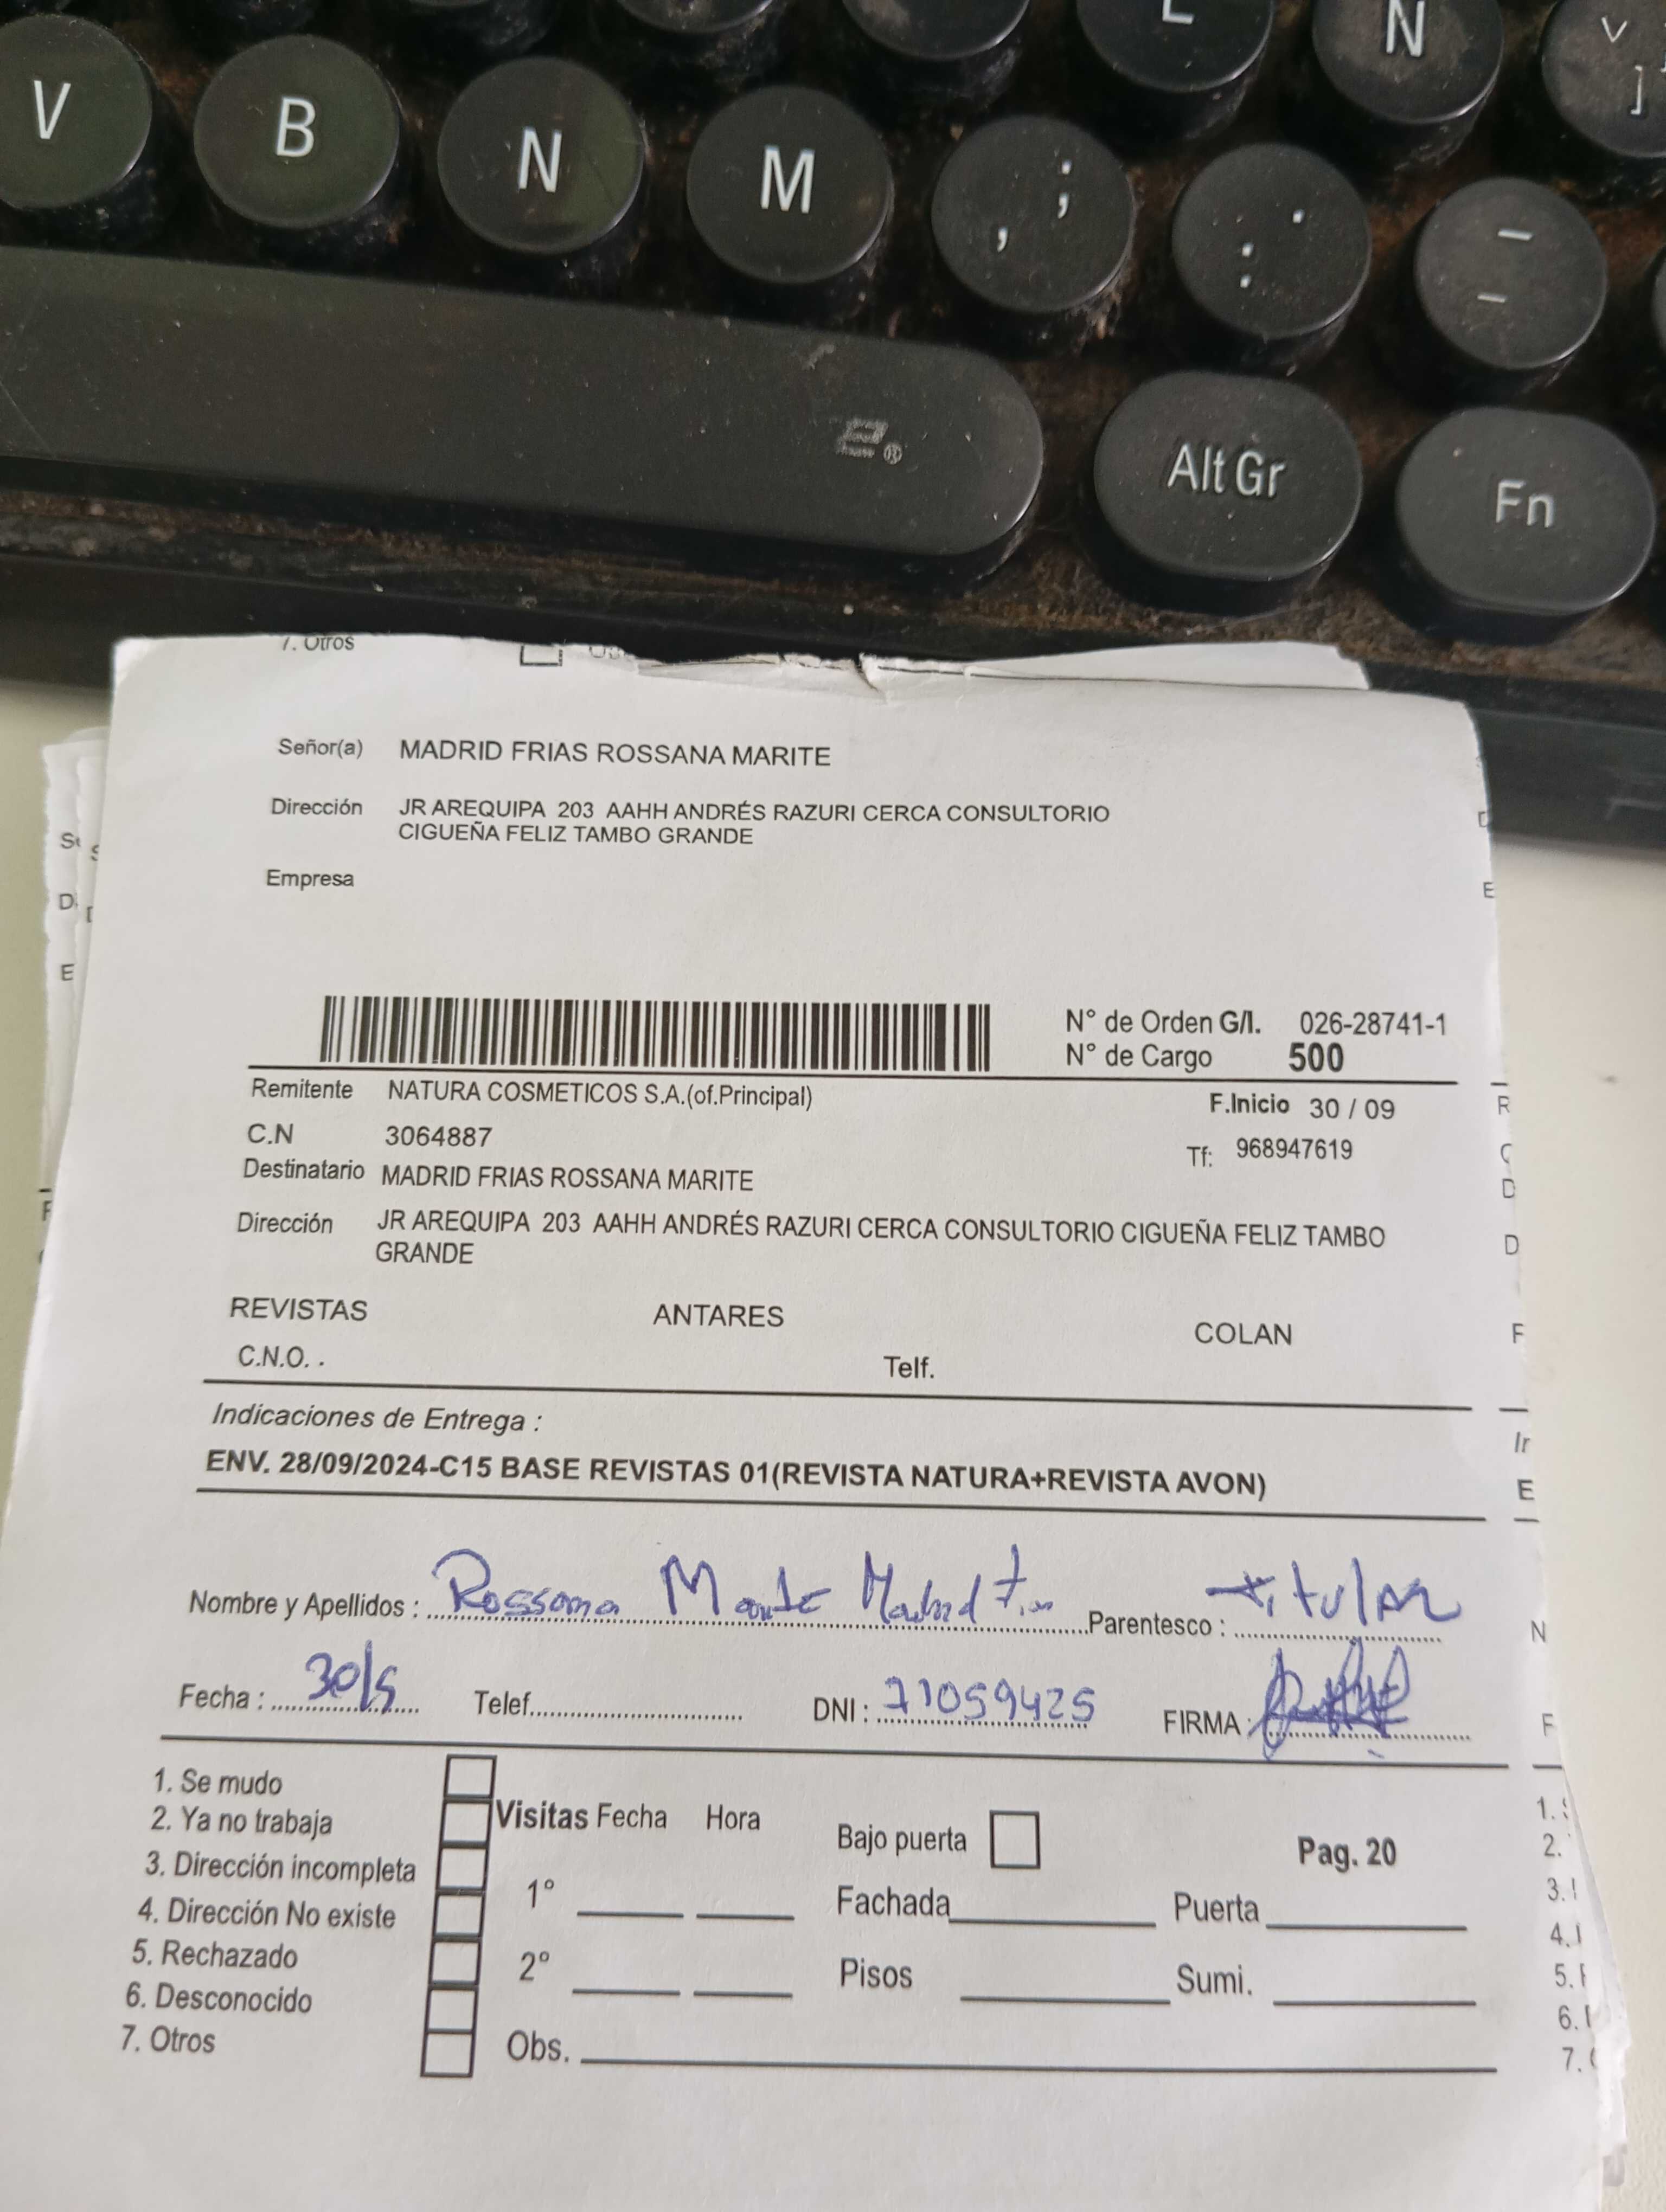 L N ]
V B N M ; , : . _ -
Alt Gr Fn
7. Otros
Señor(a) MADRID FRIAS ROSSANA MARITE
Dirección JR AREQUIPA 203 AAHH ANDRÉS RAZURI CERCA CONSULTORIO
CIGUEÑA FELIZ TAMBO GRANDE
Empresa
N° de Orden G/I. 026-28741-1
N° de Cargo 500
Remitente NATURA COSMETICOS S.A.(of.Principal) F.Inicio 30 / 09
C.N 3064887 Tf: 968947619
Destinatario MADRID FRIAS ROSSANA MARITE
Dirección JR AREQUIPA 203 AAHH ANDRÉS RAZURI CERCA CONSULTORIO CIGUEÑA FELIZ TAMBO
GRANDE
REVISTAS ANTARES COLAN
C.N.O. . Telf.
Indicaciones de Entrega :
ENV. 28/09/2024-C15 BASE REVISTAS 01(REVISTA NATURA+REVISTA AVON)
Nombre y Apellidos : Rossana Marite Madrid Parentesco : Titular
Fecha : 30/9 Telef. DNI : 71059425 FIRMA :
1. Se mudo
2. Ya no trabaja Visitas Fecha Hora Bajo puerta Pag. 20
3. Dirección incompleta 1° Fachada Puerta
4. Dirección No existe
5. Rechazado 2° Pisos Sumi.
6. Desconocido
7. Otros Obs.